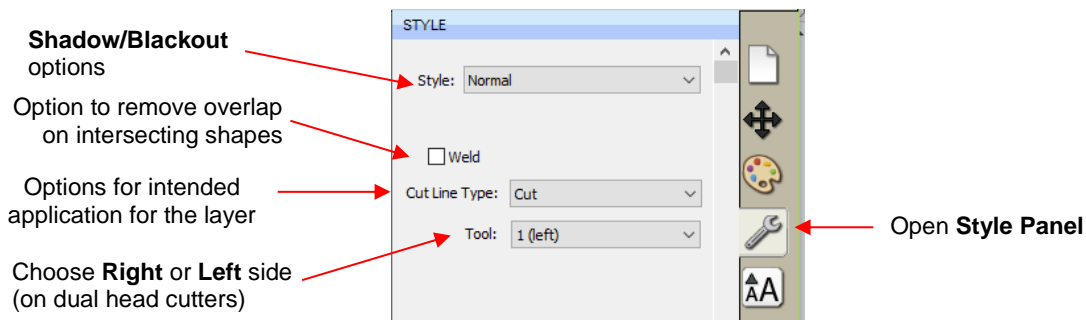 STYLE
Shadow/Blackout
options
Style: Normal
Option to remove overlap
on intersecting shapes
Weld
Options for intended
application for the layer
Cut Line Type: Cut
Tool: 1 (left)
Open Style Panel
Choose Right or Left side
(on dual head cutters)
AA